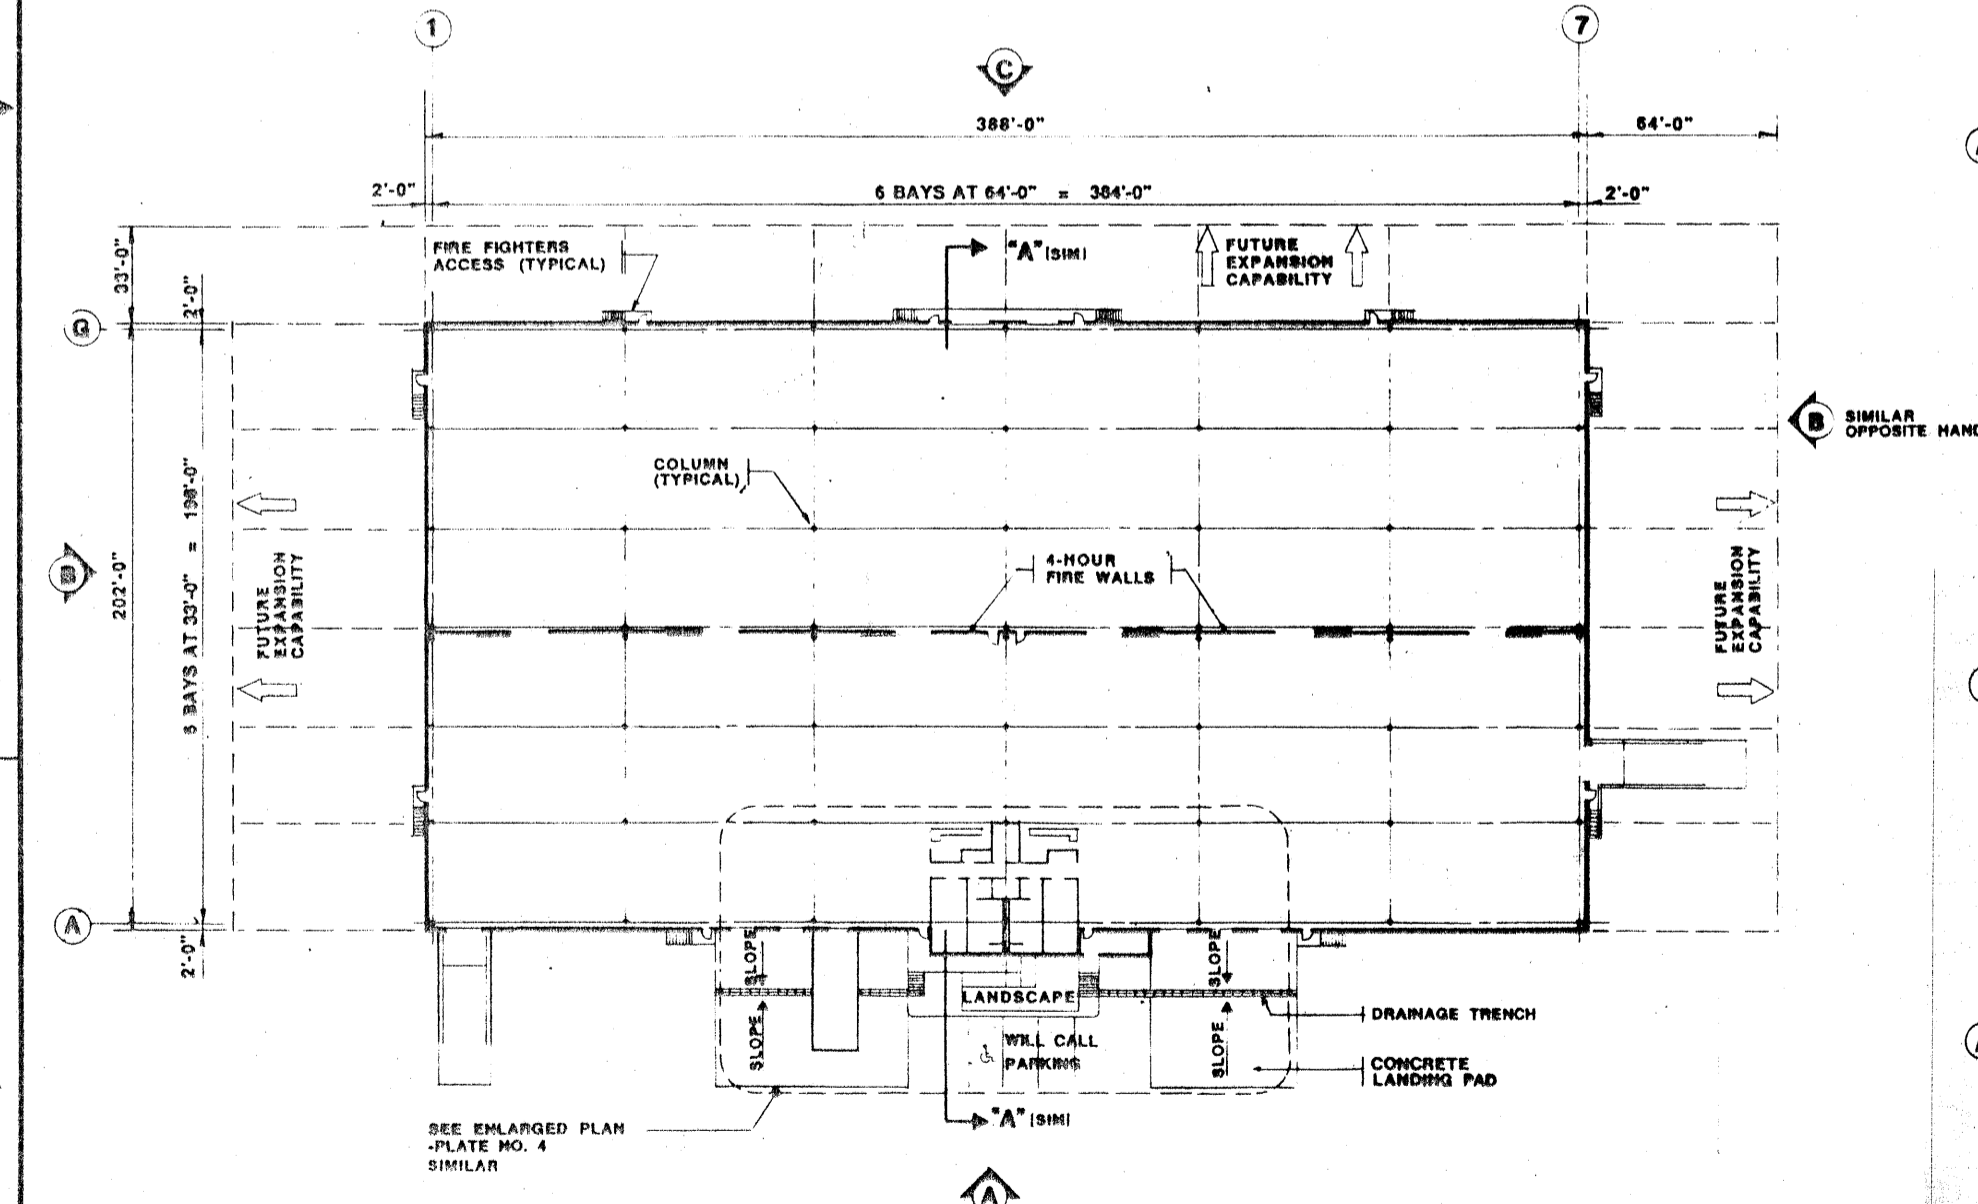 1
7
C
388'-0"
64'-0"
2'-0"
6 BAYS AT 64'-0" = 384'-0"
2'-0"
33'-0"
2'-0"
FIRE FIGHTERS
ACCESS (TYPICAL)
"A" (SIM)
FUTURE
EXPANSION
CAPABILITY
G
B
SIMILAR
OPPOSITE HAND
COLUMN
(TYPICAL)
4-HOUR
FIRE WALLS
202'-0"
6 BAYS AT 33'-0" = 198'-0"
FUTURE
EXPANSION
CAPABILITY
FUTURE
EXPANSION
CAPABILITY
A
2'-0"
SLOPE
SLOPE
SLOPE
SLOPE
LANDSCAPE
WILL CALL
PARKING
DRAINAGE TRENCH
CONCRETE
LANDING PAD
SEE ENLARGED PLAN
-PLATE NO. 4
SIMILAR
"A" (SIM)
A